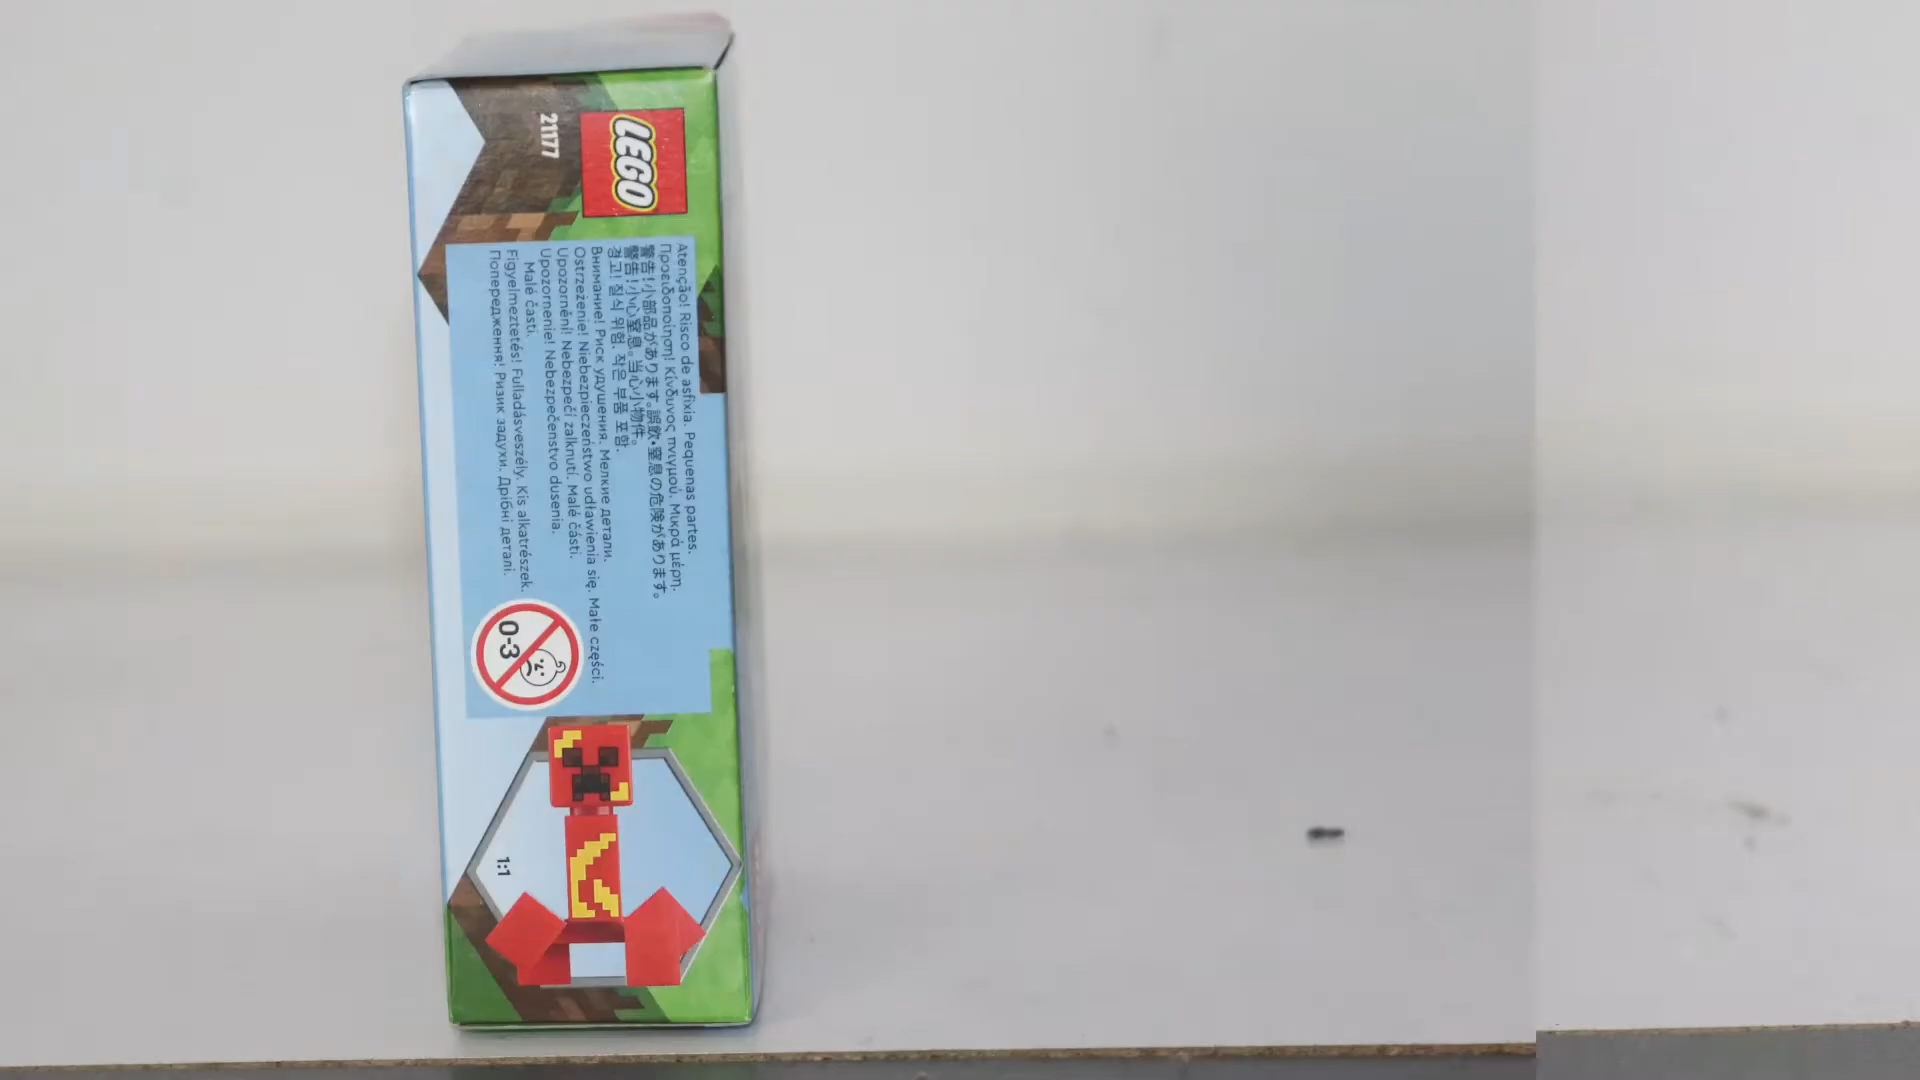 LEGO
21177
Atenção! Risco de asfixia. Pequenas partes.
Προειδοποίηση! Κίνδυνος πνιγμού. Μικρά μέρη.
警告！小部品があります。誤飲・窒息の危険があります。
警告！小心窒息。当心小物件。
경고! 질식 위험. 작은 부품 포함.
Внимание! Риск удушения. Мелкие детали.
Ostrzeżenie! Niebezpieczeństwo udławienia się. Małe części.
Upozornění! Nebezpečí zalknutí. Malé části.
Upozornenie! Nebezpečenstvo dusenia.
Malé časti.
Figyelmeztetés! Fulladásveszély. Kis alkatrészek.
Попередження! Ризик задухи. Дрібні деталі.
0-3
1:1